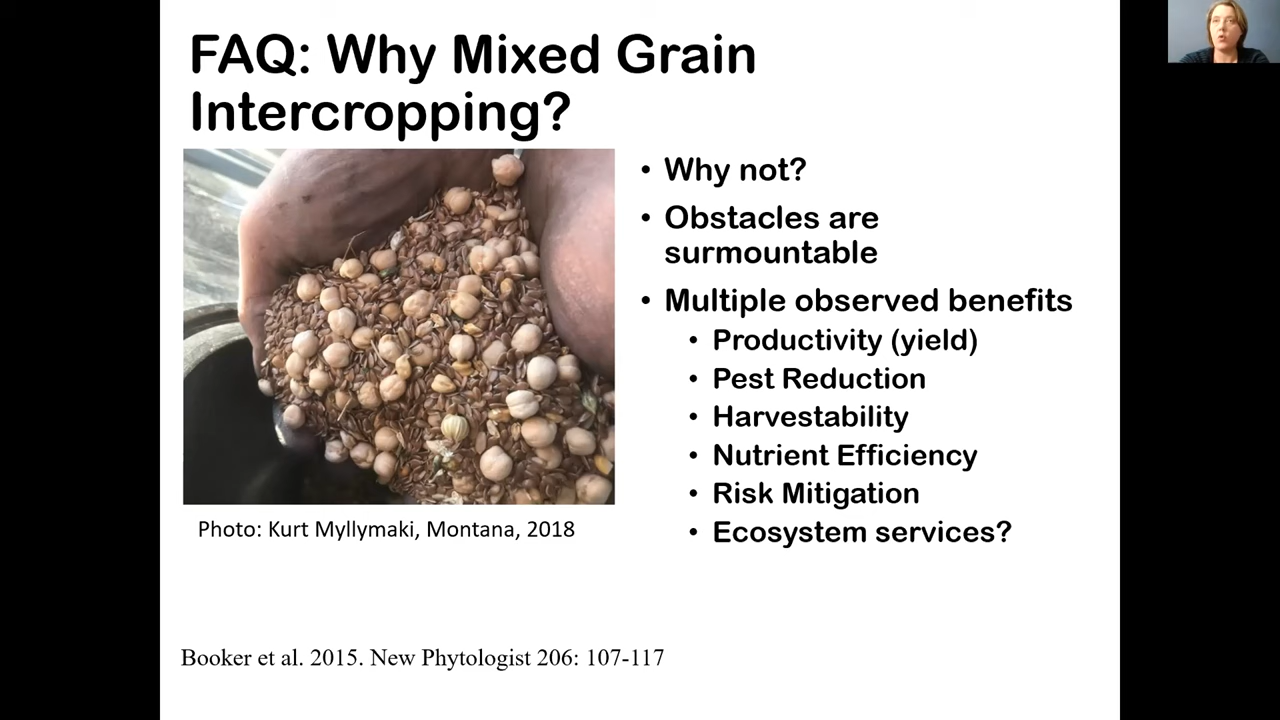 FAQ: Why Mixed Grain
Intercropping?
• Why not?
• Obstacles are
surmountable
• Multiple observed benefits
• Productivity (yield)
• Pest Reduction
• Harvestability
• Nutrient Efficiency
• Risk Mitigation
• Ecosystem services?
Photo: Kurt Myllymaki, Montana, 2018
Booker et al. 2015. New Phytologist 206: 107-117